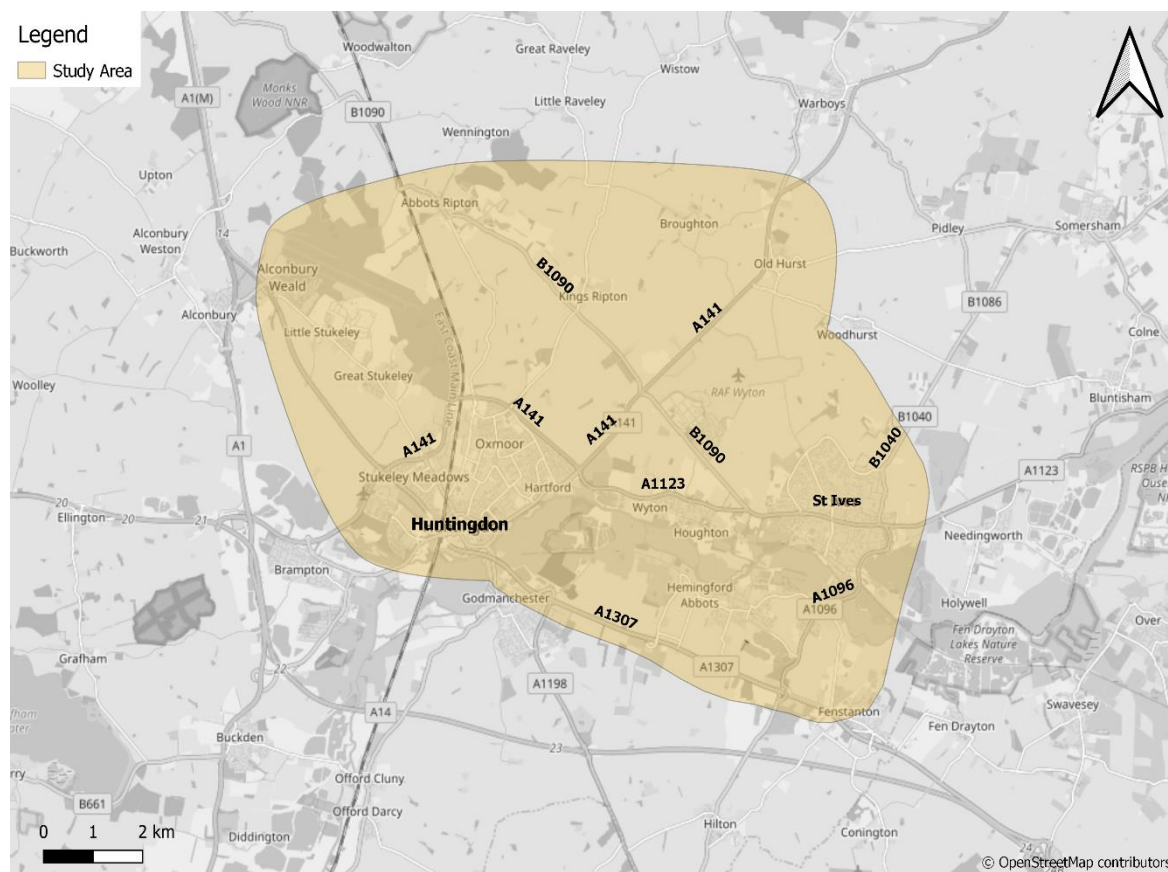 Legend
Study Area
Woodwalton
Great Raveley
Wistow
A1(M)
Monks
Wood NNR
B1090
Little Raveley
Warboys
Wennington
Upton
Abbots Ripton
Broughton
Pidley
Somersham
Buckworth
Alconbury
Weston
14
Old Hurst
Alconbury
Weald
B1090
Kings Ripton
B1086
Alconbury
Little Stukeley
East Coast Main Line
A141
Woodhurst
Colne
Woolley
Great Stukeley
RAF Wyton
Bluntisham
A141
A141
A141
B1040
A1
Oxmoor
B1090
B1040
A141
Stukeley Meadows
Hartford
A1123
A1123
RSPB H
Ouse
N
20
20
21
Wyton
St Ives
21
Ellington
Huntingdon
Houghton
Needingworth
Brampton
Hemingford
Abbots
A1096
A1096
Godmanchester
Holywell
Over
A1307
Fen Drayton
Lakes Nature
Reserve
Grafham
22
A1307
A1198
A14
Fenstanton
Fen Drayton
Swavesey
fham
ter
Buckden
23
Offord Cluny
rry
B661
Offord Darcy
0 1 2 km
Diddington
Hilton
Conington
24
© OpenStreetMap contributors